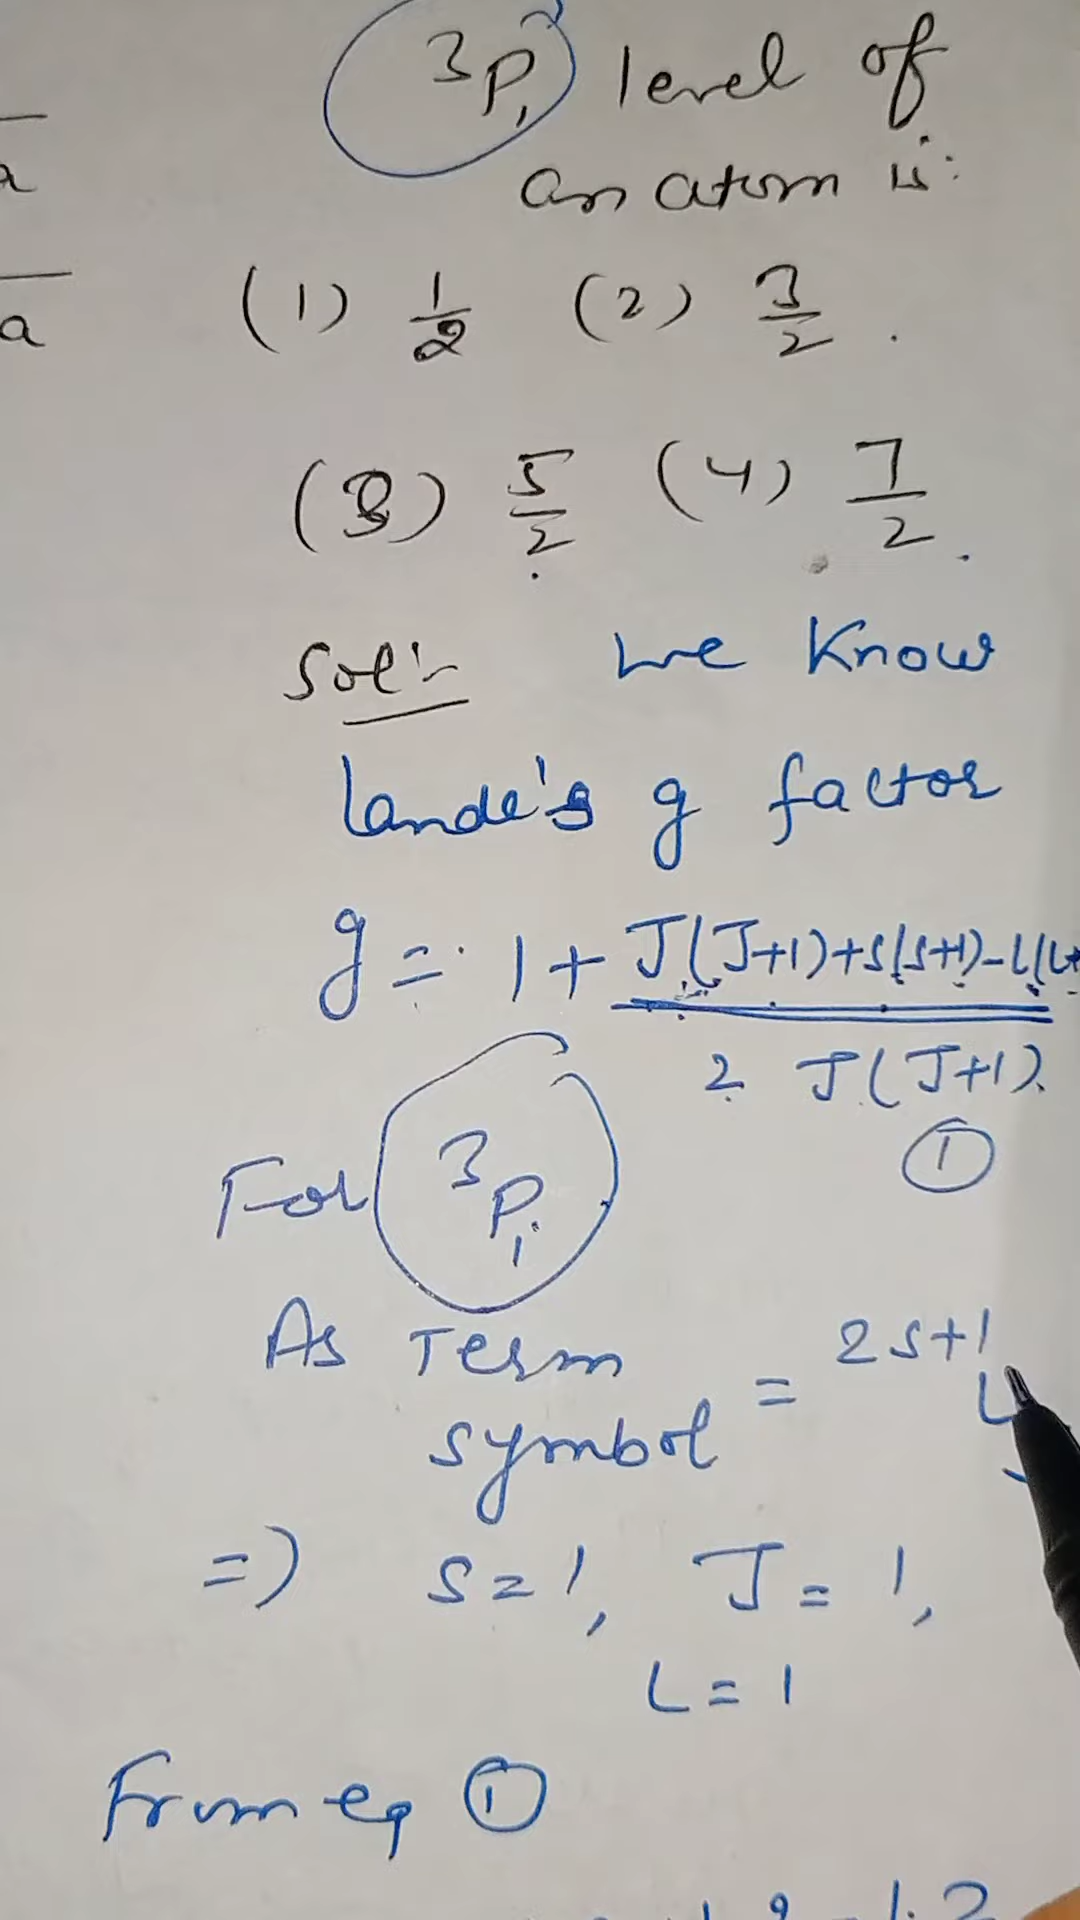 ³P₁ level of
an atom is:
a
(1) 1/2 (2) 3/2 .
(3) 5/2 (4) 7/2 .
Sol'n We Know
Lande's g factor
g = 1 + J(J+1)+s(s+1)-L(L+
2 J(J+1).
①
For ³P₁
As Term 2s+1
symbol = L
=) s=1, J=1,
L=1
From eq ①